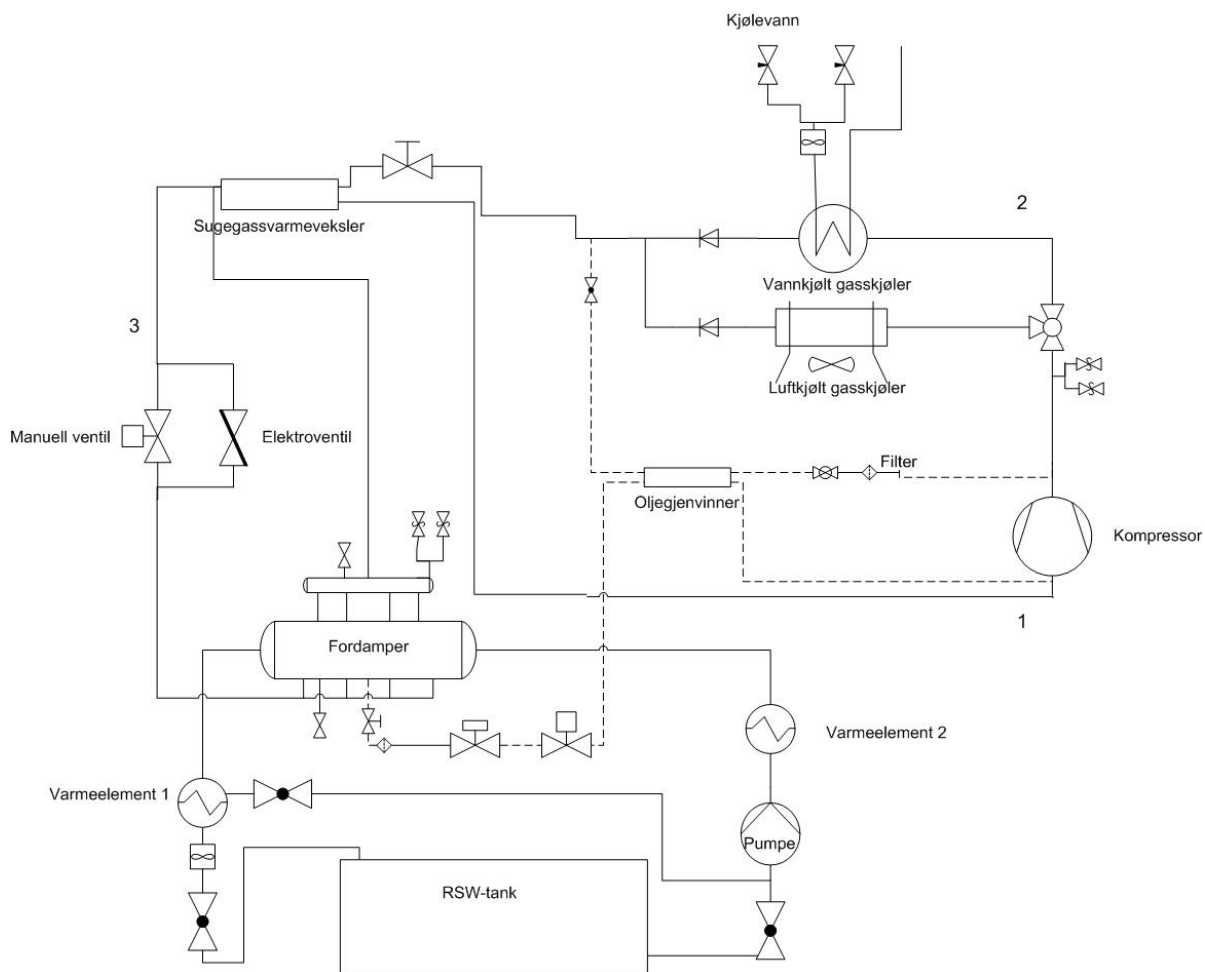 Kjølevann
Sugegassvarmeveksler
2
Vannkjølt gasskjøler
3
Luftkjølt gasskjøler
Manuell ventil
Elektroventil
Filter
Oljegjenvinner
Kompressor
1
Fordamper
Varmeelement 2
Varmeelement 1
Pumpe
RSW-tank